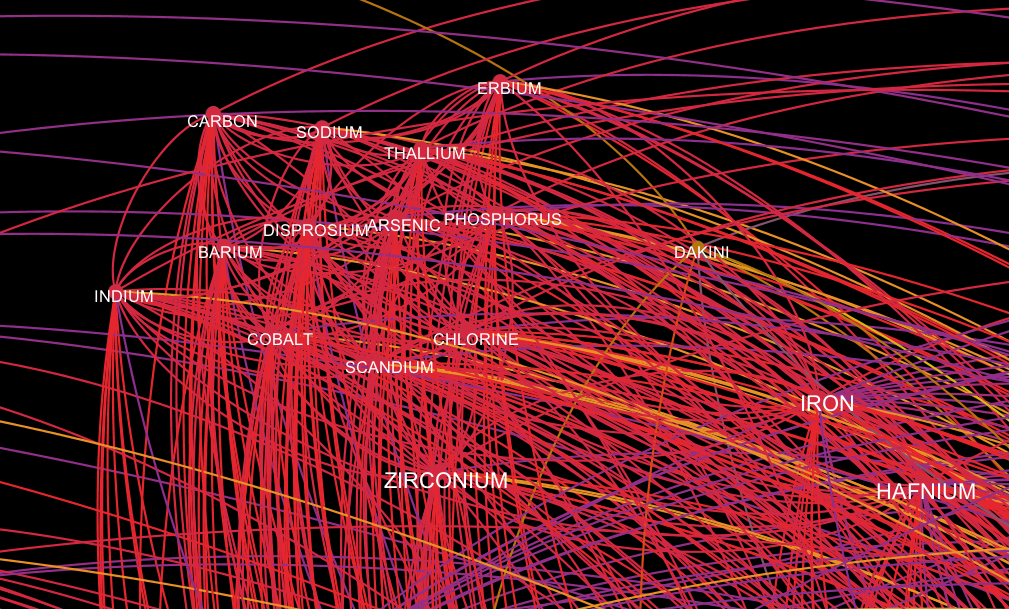 ERBIUM
CARBON
SODIUM
THALLIUM
PHOSPHORUS
ARSENIC
DISPROSIUM
BARIUM
DAKINI
INDIUM
COBALT
CHLORINE
SCANDIUM
IRON
ZIRCONIUM
HAFNIUM